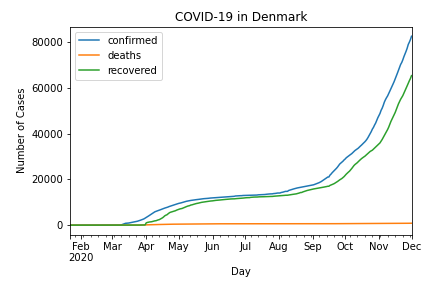 COVID-19 in Denmark
confirmed
deaths
recovered
Number of Cases
80000
60000
40000
20000
0
Feb Mar Apr May Jun Jul Aug Sep Oct Nov Dec
2020
Day